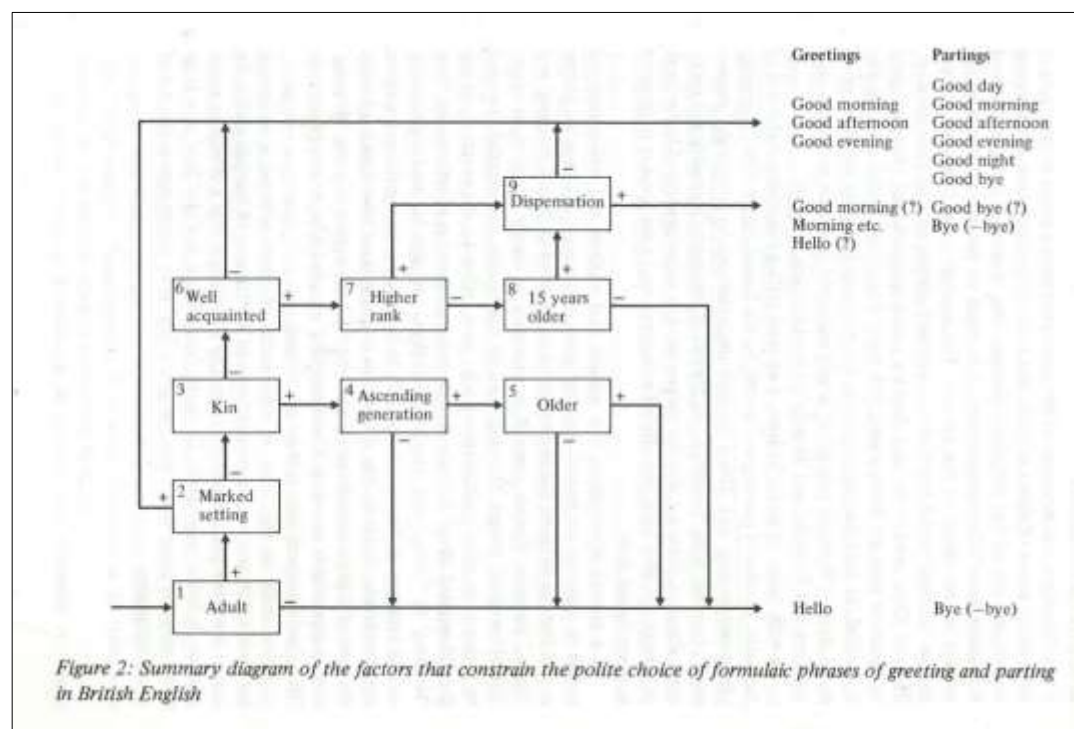 Greetings Partings
Good day
Good morning Good morning
Good afternoon Good afternoon
Good evening Good evening
Good night
Good bye
9 Dispensation
+
−
Good morning (?) Good bye (?)
Morning etc. Bye (−bye)
Hello (?)
+
+
−
6 Well acquainted
+
7 Higher rank
−
8 15 years older
−
−
3 Kin
+
4 Ascending generation
+
5 Older
+
−
−
−
+
2 Marked setting
+
1 Adult
−
Hello Bye (−bye)
Figure 2: Summary diagram of the factors that constrain the polite choice of formulaic phrases of greeting and parting
in British English